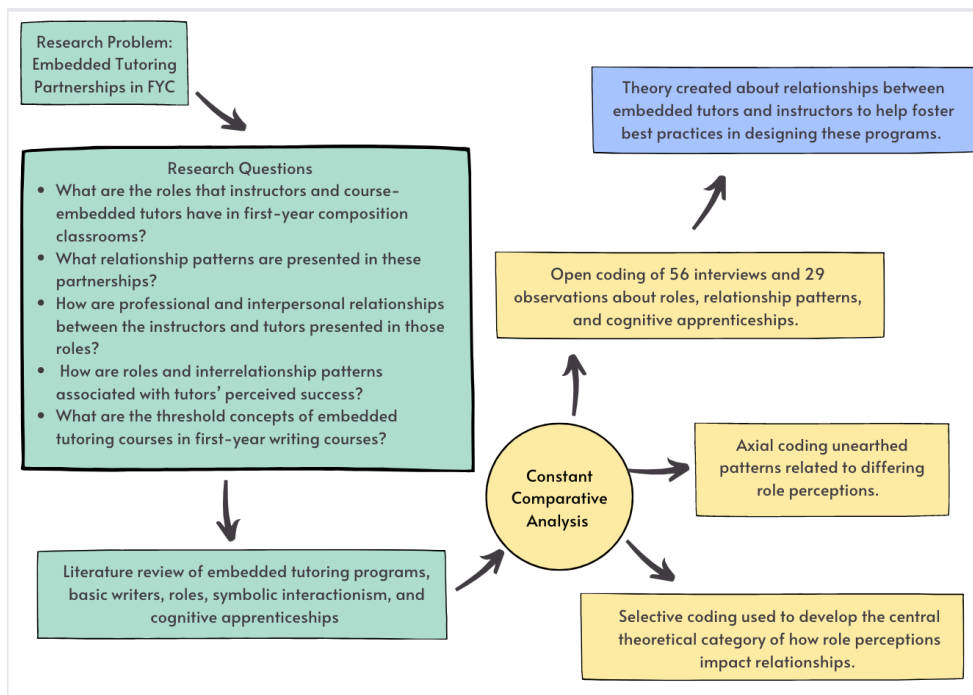 Research Problem:
Embedded Tutoring
Partnerships in FYC
Research Questions
• What are the roles that instructors and course-
embedded tutors have in first-year composition
classrooms?
• What relationship patterns are presented in these
partnerships?
• How are professional and interpersonal relationships
between the instructors and tutors presented in those
roles?
• How are roles and interrelationship patterns
associated with tutors’ perceived success?
• What are the threshold concepts of embedded
tutoring courses in first-year writing courses?
Literature review of embedded tutoring programs,
basic writers, roles, symbolic interactionism, and
cognitive apprenticeships
Constant
Comparative
Analysis
Theory created about relationships between
embedded tutors and instructors to help foster
best practices in designing these programs.
Open coding of 56 interviews and 29
observations about roles, relationship patterns,
and cognitive apprenticeships.
Axial coding unearthed
patterns related to differing
role perceptions.
Selective coding used to develop the central
theoretical category of how role perceptions
impact relationships.